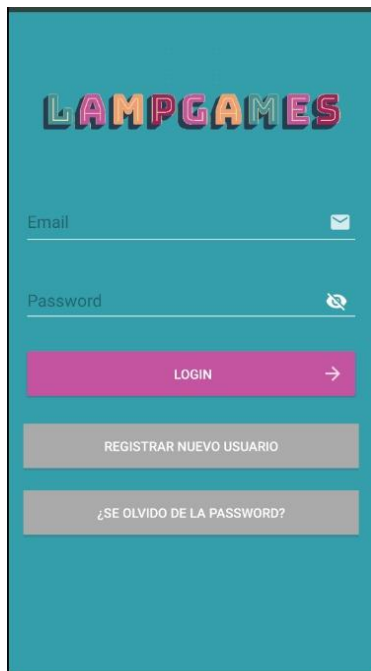 LAMPGAMES
Email
Password
LOGIN
REGISTRAR NUEVO USUARIO
¿SE OLVIDO DE LA PASSWORD?